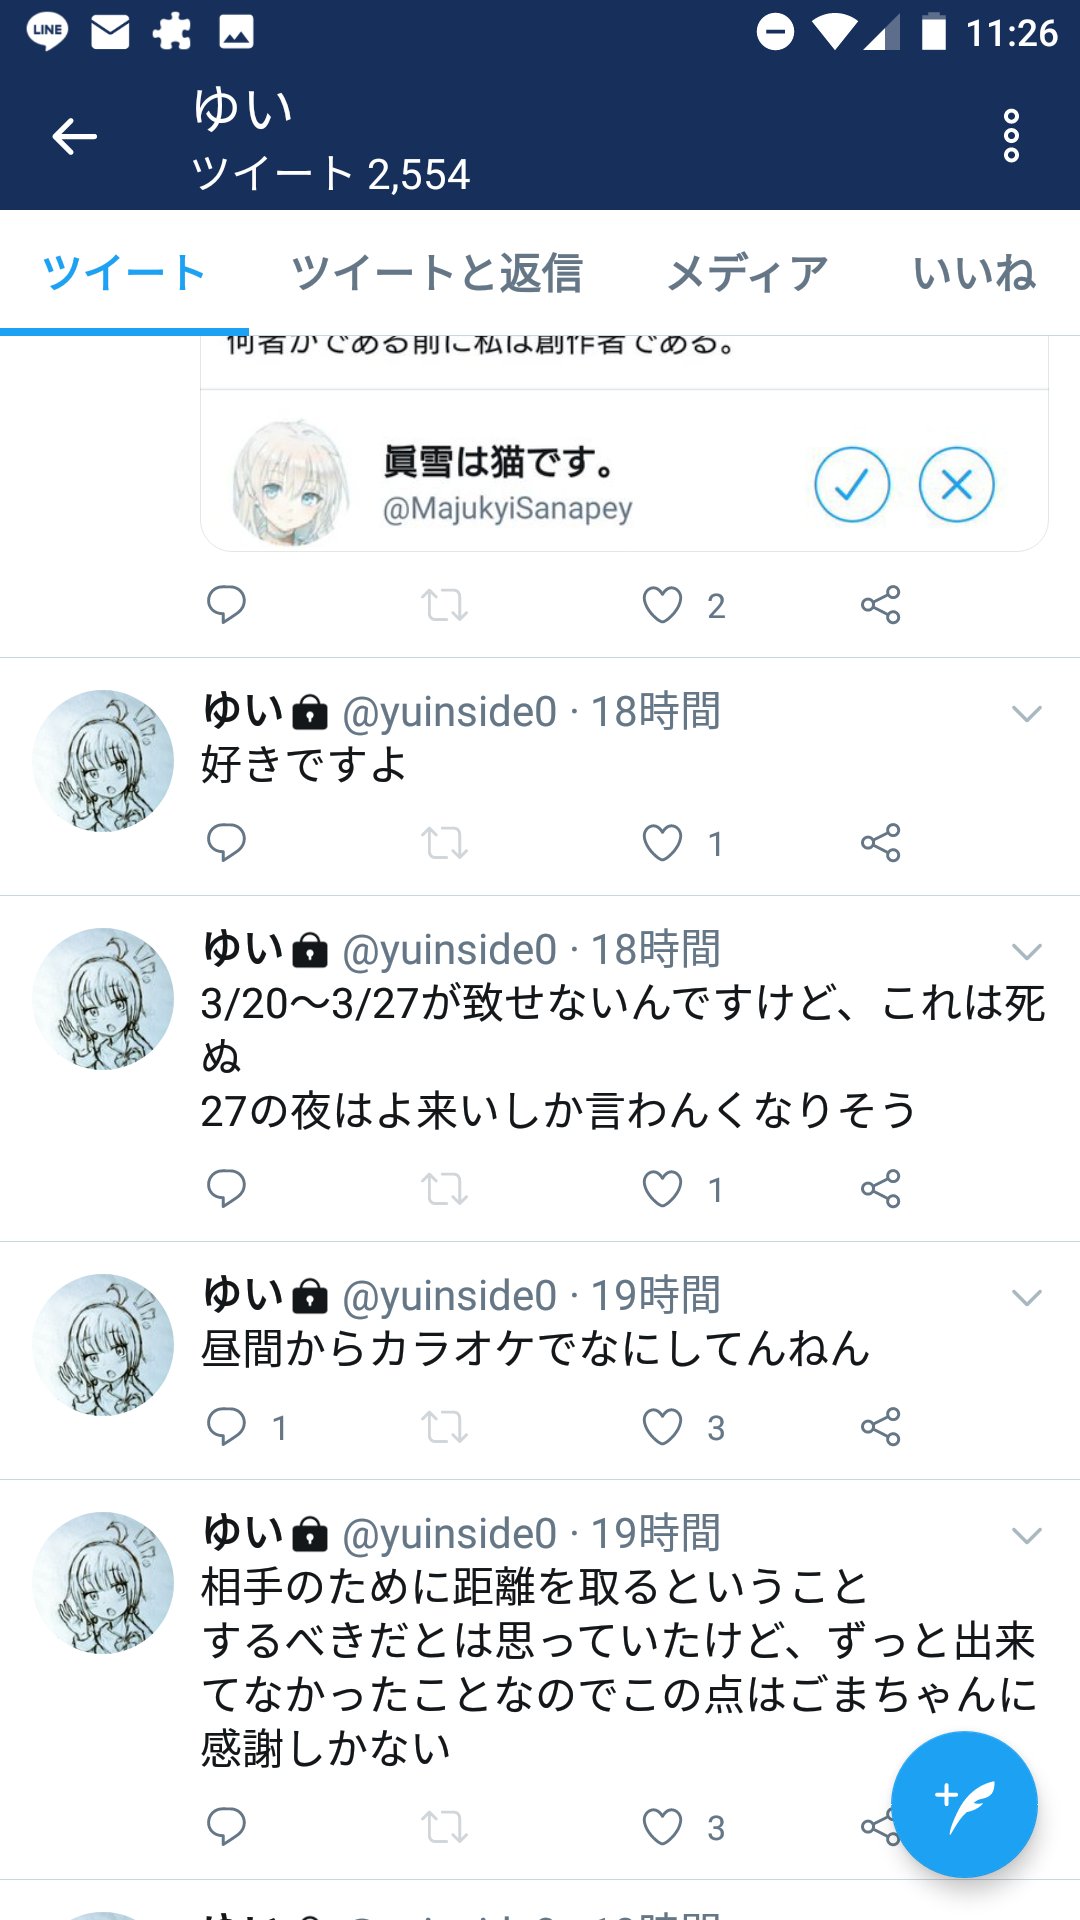 LINE
11:26
ゆい
ツイート 2,554
ツイート ツイートと返信 メディア いいね
何者かである前に私は創作者である。
眞雪は猫です。
@MajukyiSanapey
2
ゆい @yuinside0 · 18時間
好きですよ
1
ゆい @yuinside0 · 18時間
3/20〜3/27が致せないんですけど、これは死
ぬ
27の夜はよ来いしか言わんくなりそう
1
ゆい @yuinside0 · 19時間
昼間からカラオケでなにしてんねん
1 3
ゆい @yuinside0 · 19時間
相手のために距離を取るということ
するべきだとは思っていたけど、ずっと出来
てなかったことなのでこの点はごまちゃんに
感謝しかない
3